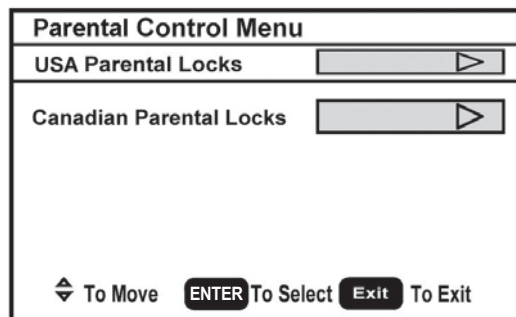 Parental Control Menu
USA Parental Locks
Canadian Parental Locks
To Move ENTER To Select Exit To Exit